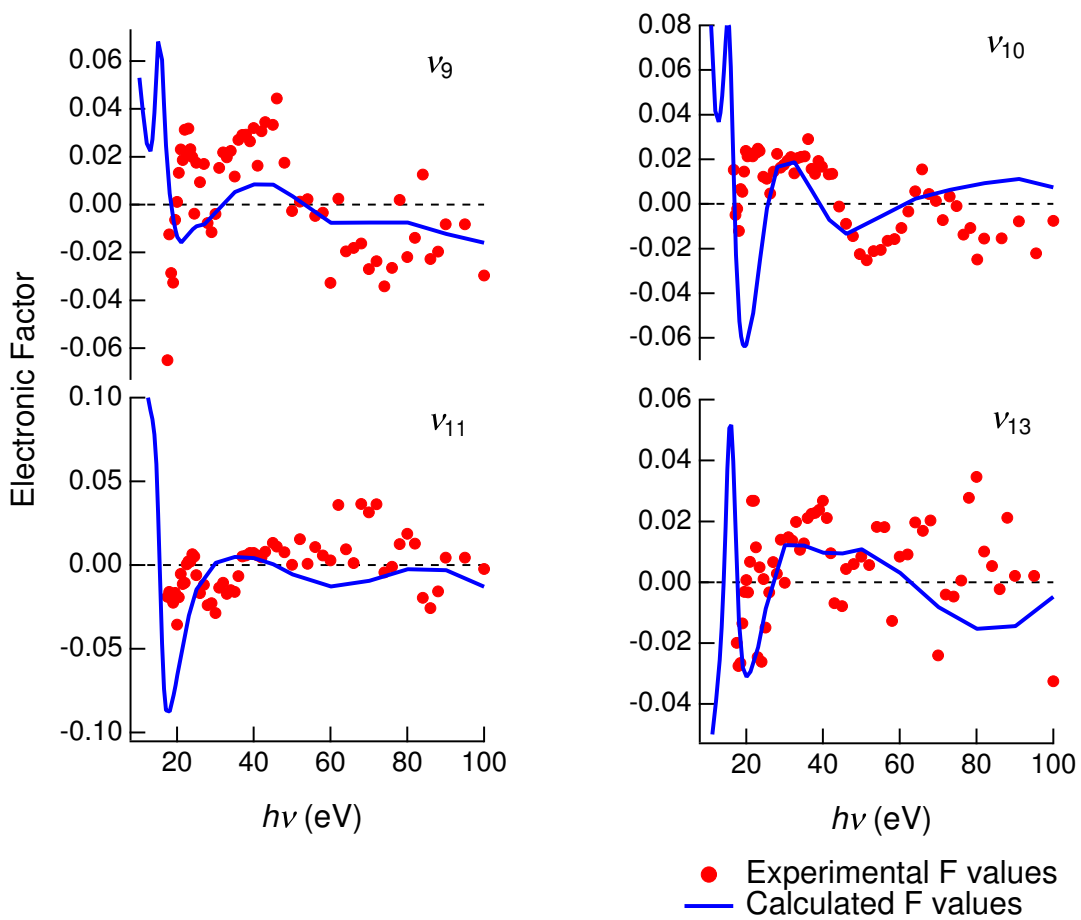 Electronic Factor
ν9
0.06
0.04
0.02
0.00
-0.02
-0.04
-0.06
ν10
0.08
0.06
0.04
0.02
0.00
-0.02
-0.04
-0.06
ν11
0.10
0.05
0.00
-0.05
-0.10
20 40 60 80 100
hν (eV)
ν13
0.06
0.04
0.02
0.00
-0.02
-0.04
20 40 60 80 100
hν (eV)
Experimental F values
Calculated F values